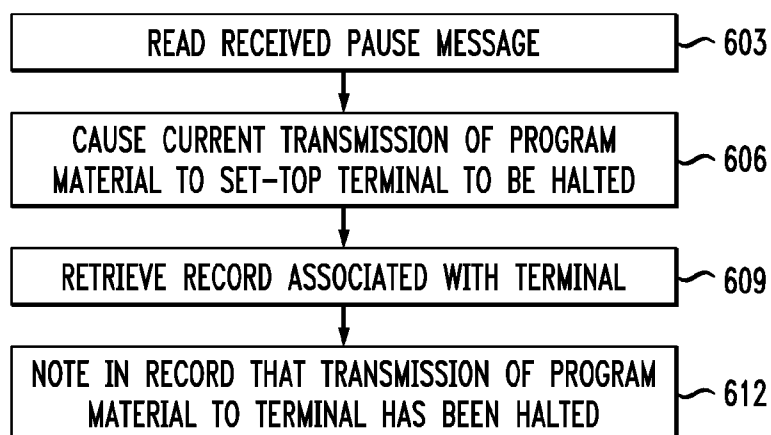 READ RECEIVED PAUSE MESSAGE 603
CAUSE CURRENT TRANSMISSION OF PROGRAM
MATERIAL TO SET-TOP TERMINAL TO BE HALTED 606
RETRIEVE RECORD ASSOCIATED WITH TERMINAL 609
NOTE IN RECORD THAT TRANSMISSION OF PROGRAM
MATERIAL TO TERMINAL HAS BEEN HALTED 612